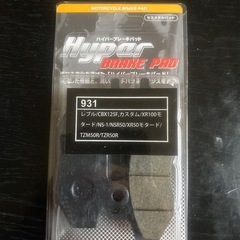 MOTORCYCLE BRAKE PAD
ハイパーブレーキパッド
Hyper
BRAKE PAD
931
レブル/CBX125F,カスタム/XR100モ
タード/NS-1/NSR50/XR50モタード/
TZM50R/TZR50R